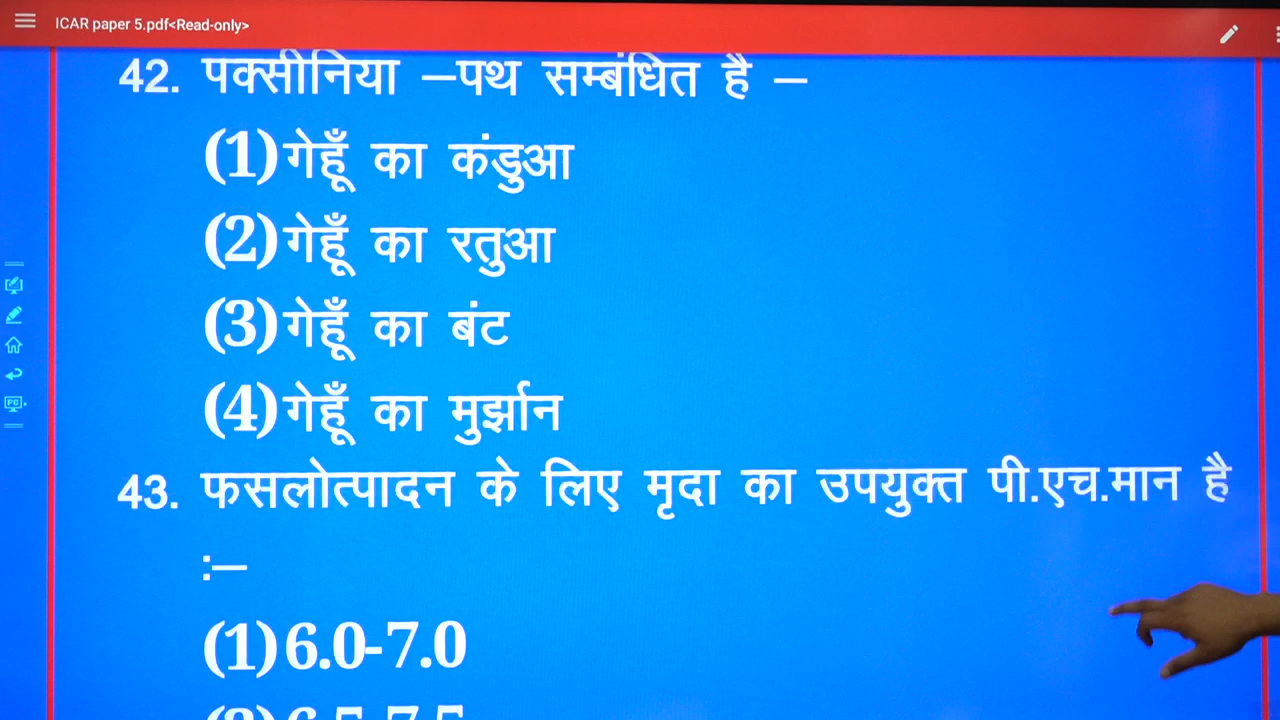 ICAR paper 5.pdf<Read-only>
42. पक्सीनिया –पथ सम्बंधित है –
(1) गेहूँ का कंडुआ
(2) गेहूँ का रतुआ
(3) गेहूँ का बंट
(4) गेहूँ का मुर्झान
43. फसलोत्पादन के लिए मृदा का उपयुक्त पी.एच.मान है
:–
(1) 6.0-7.0